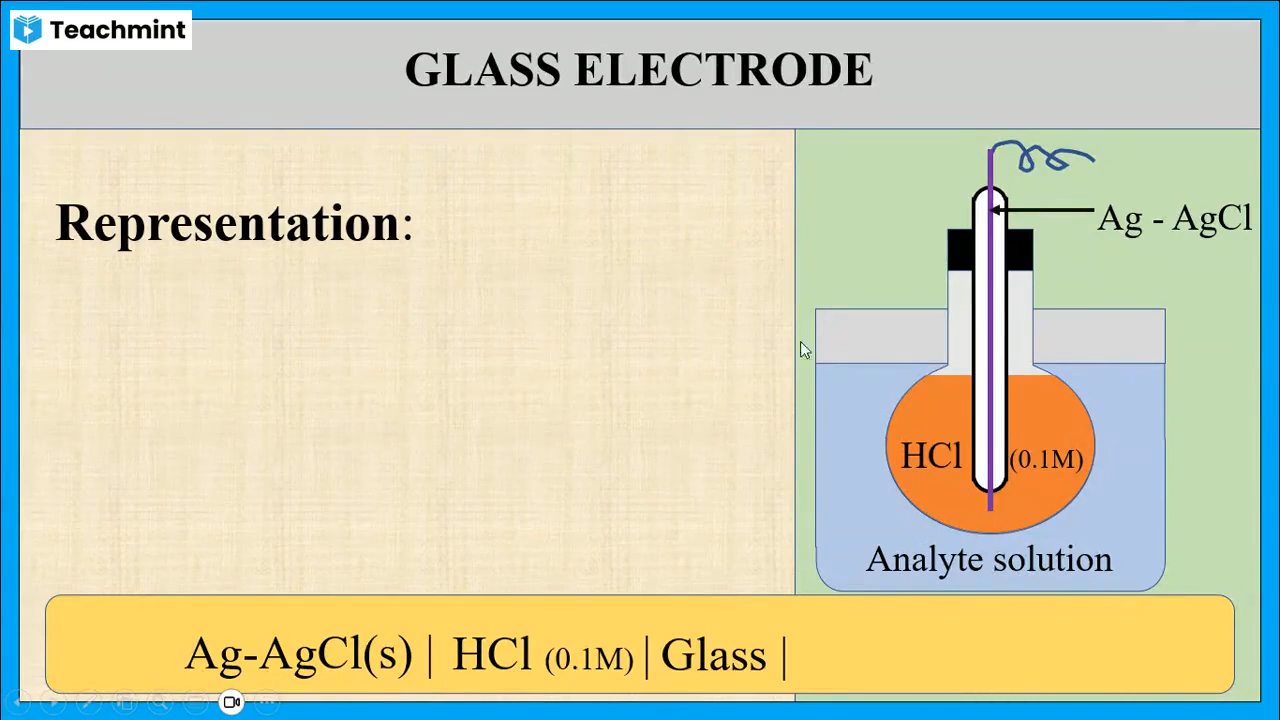 Teachmint
GLASS ELECTRODE
Representation:
Ag - AgCl
HCl (0.1M)
Analyte solution
Ag-AgCl(s) | HCl (0.1M) | Glass |